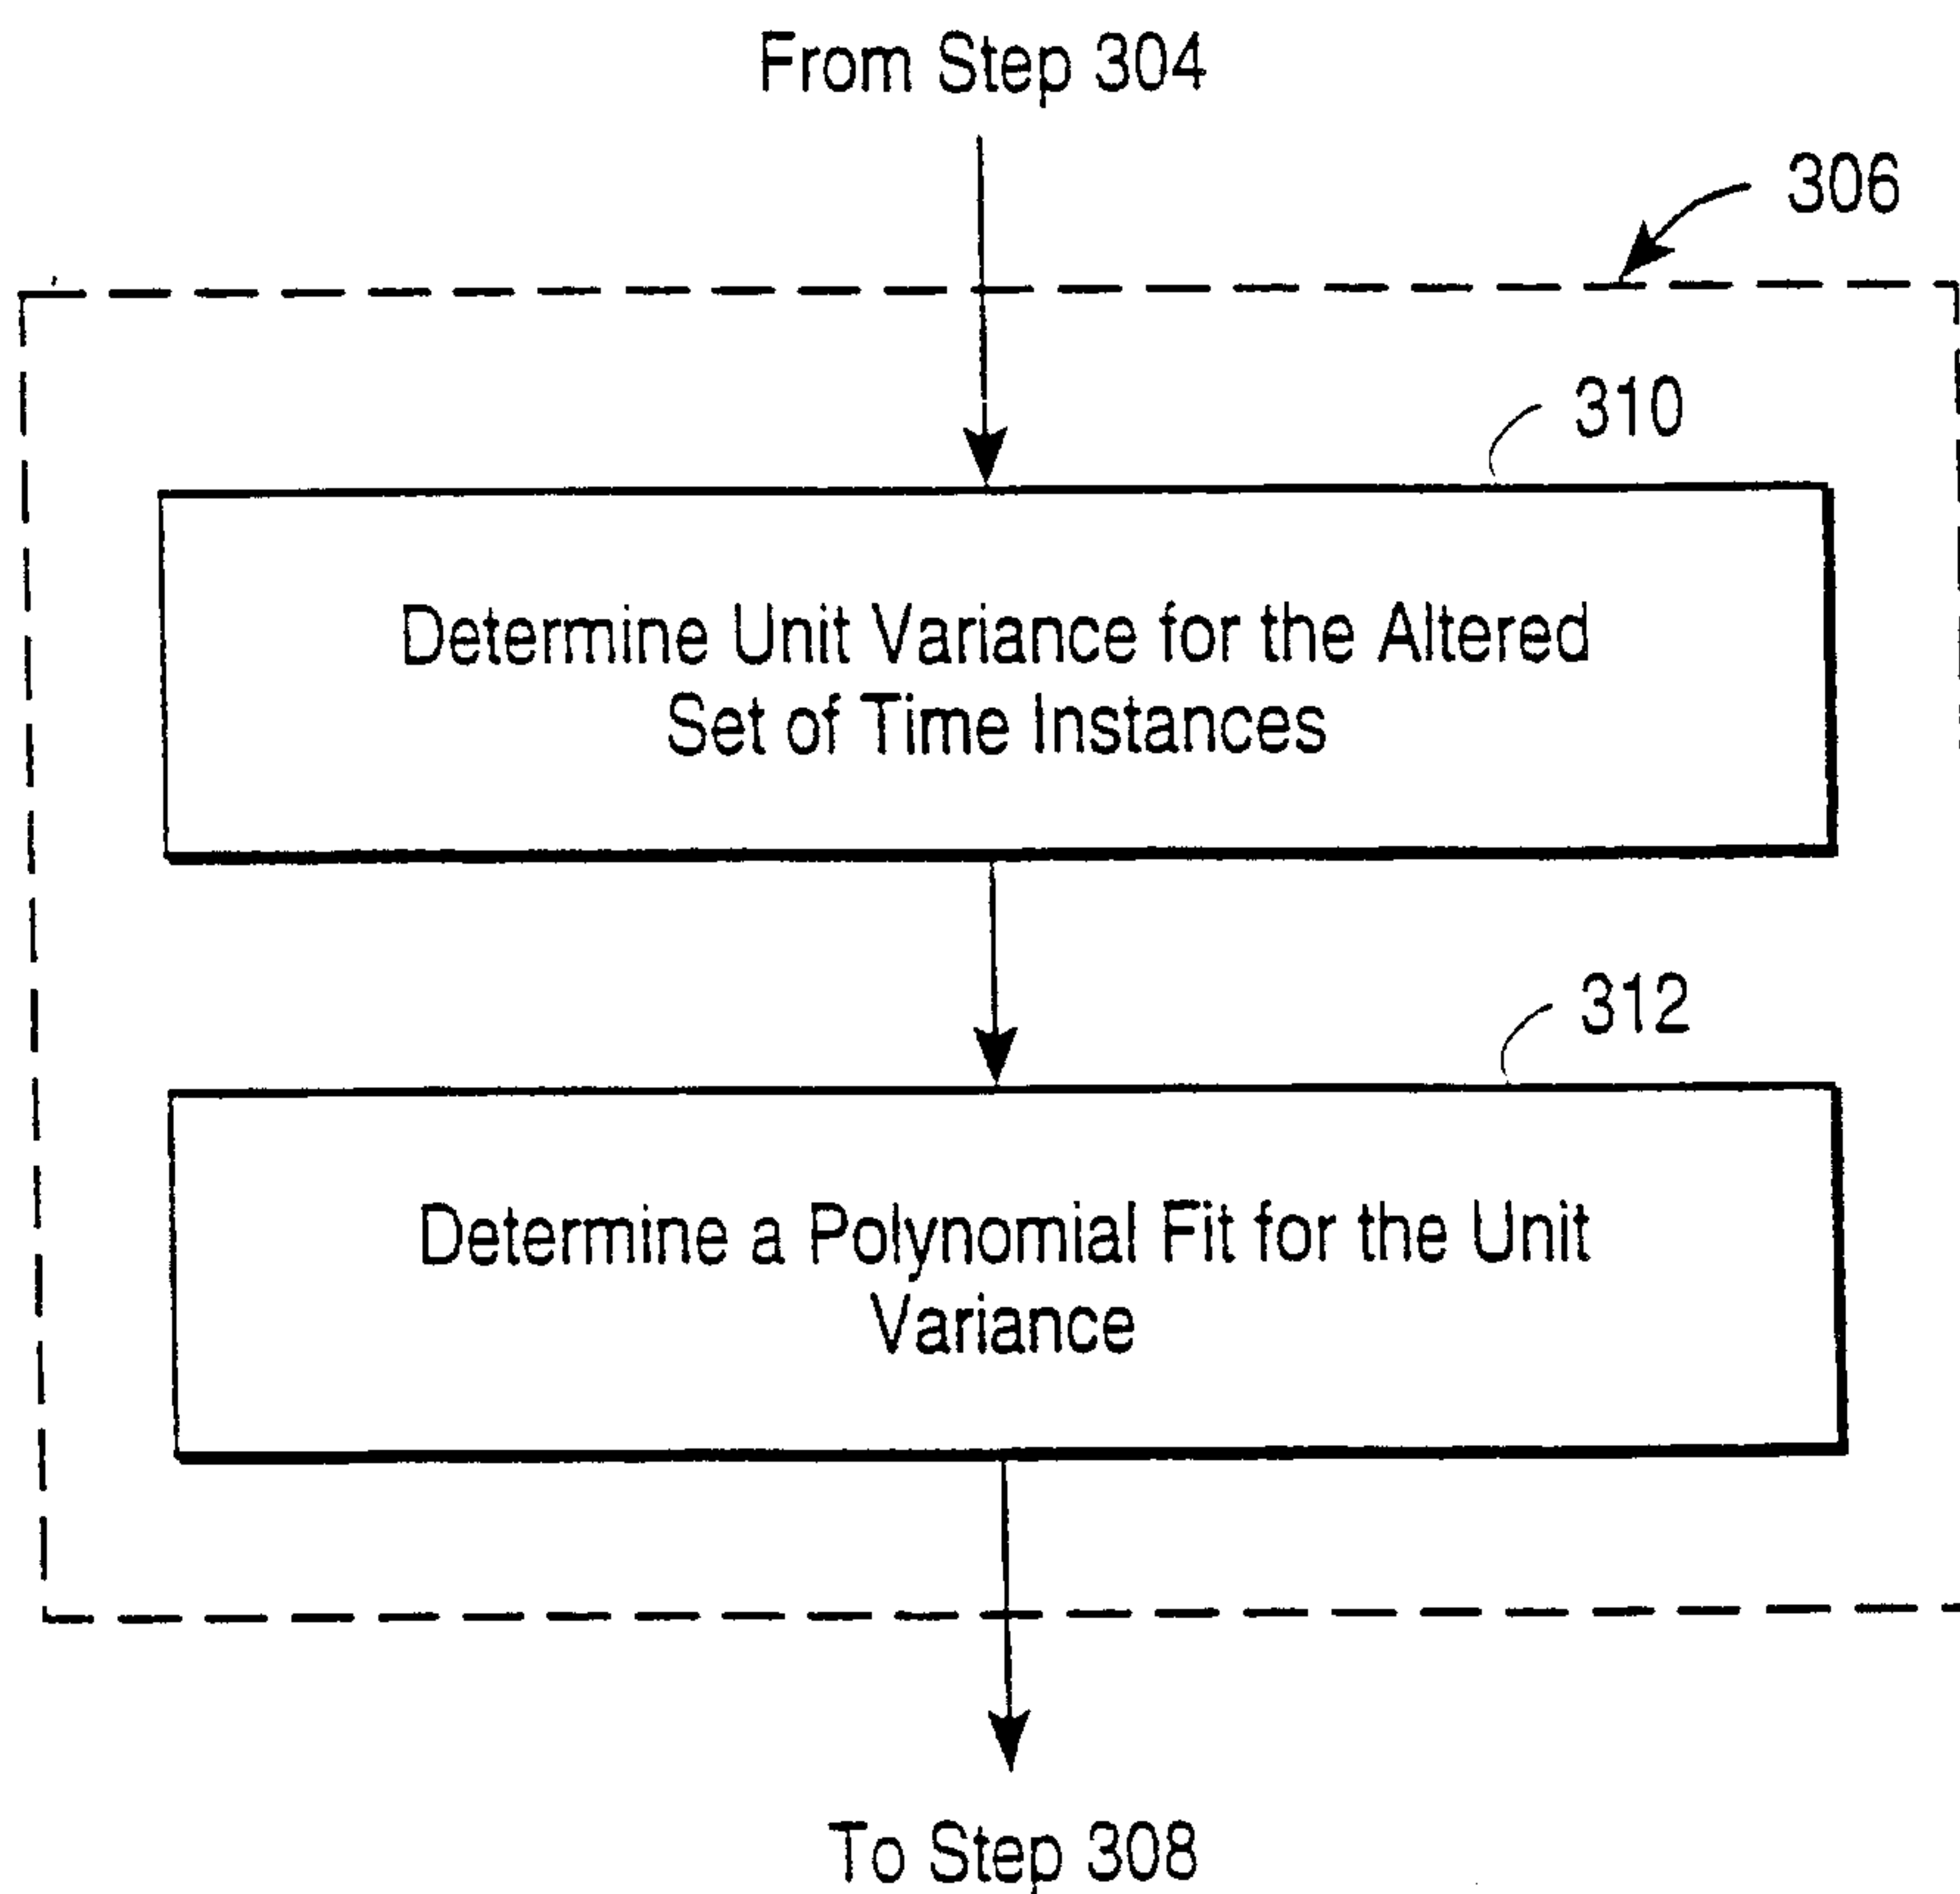 From Step 304
306
310
Determine Unit Variance for the Altered
Set of Time Instances
312
Determine a Polynomial Fit for the Unit
Variance
To Step 308